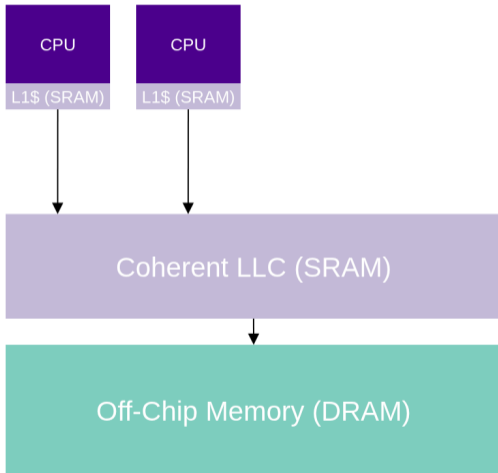 CPU
CPU
L1$ (SRAM)
L1$ (SRAM)
Coherent LLC (SRAM)
Off-Chip Memory (DRAM)